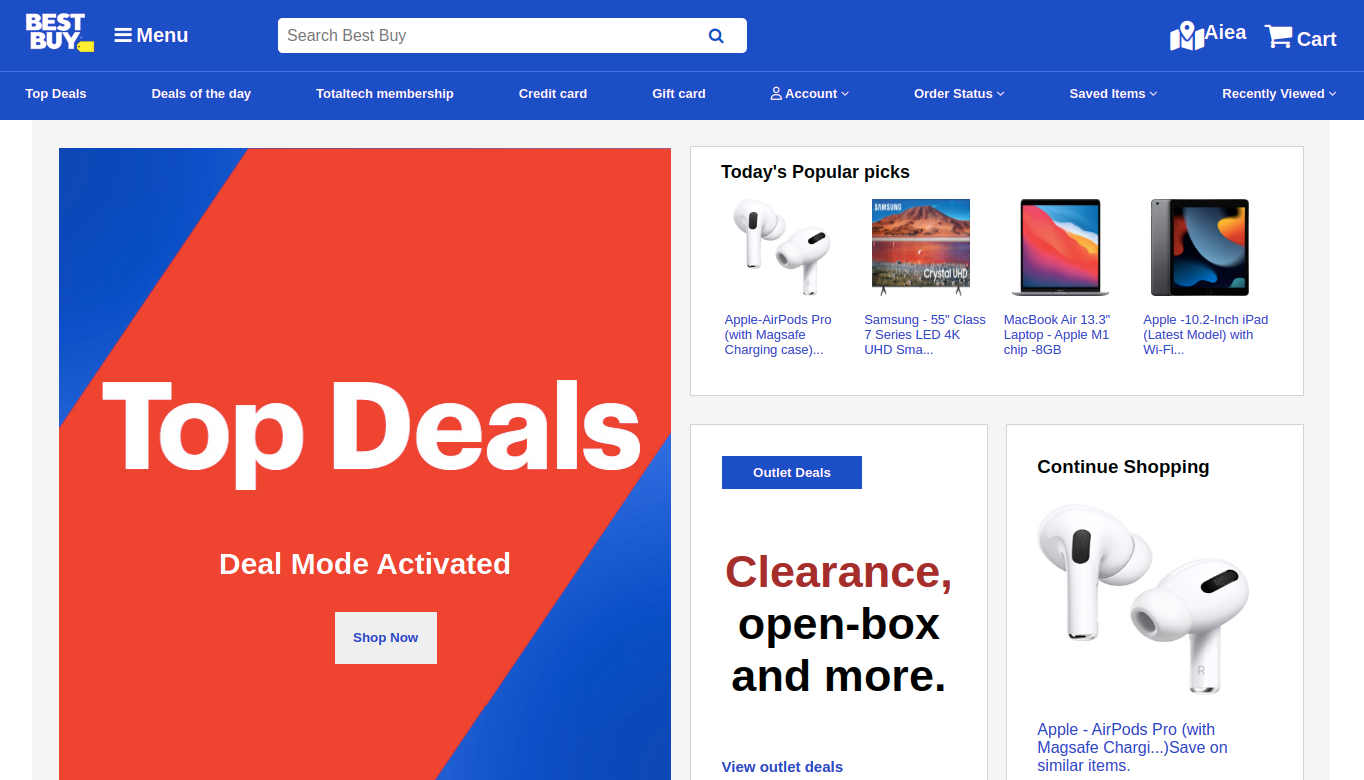 BEST
BUY
Menu
Search Best Buy
Aiea
Cart
Top Deals
Deals of the day
Totaltech membership
Credit card
Gift card
Account
Order Status
Saved Items
Recently Viewed
Top Deals
Deal Mode Activated
Shop Now
Today's Popular picks
SAMSUNG
Crystal UHD
Apple-AirPods Pro
(with Magsafe
Charging case)...
Samsung - 55" Class
7 Series LED 4K
UHD Sma...
MacBook Air 13.3"
Laptop - Apple M1
chip -8GB
Apple -10.2-Inch iPad
(Latest Model) with
Wi-Fi...
Outlet Deals
Clearance,
open-box
and more.
View outlet deals
Continue Shopping
R
Apple - AirPods Pro (with
Magsafe Chargi...)Save on
similar items.